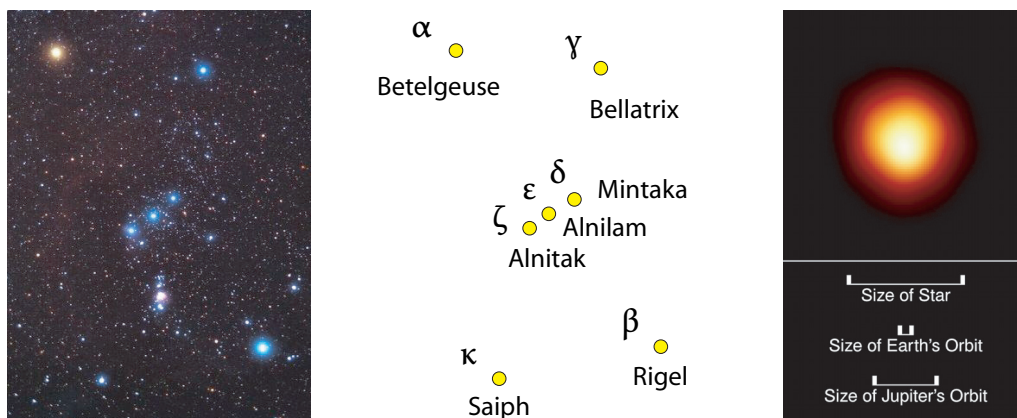 α
Betelgeuse
γ
Bellatrix
δ
Mintaka
ε
Alnilam
ζ
Alnitak
β
Rigel
κ
Saiph
Size of Star
Size of Earth's Orbit
Size of Jupiter's Orbit